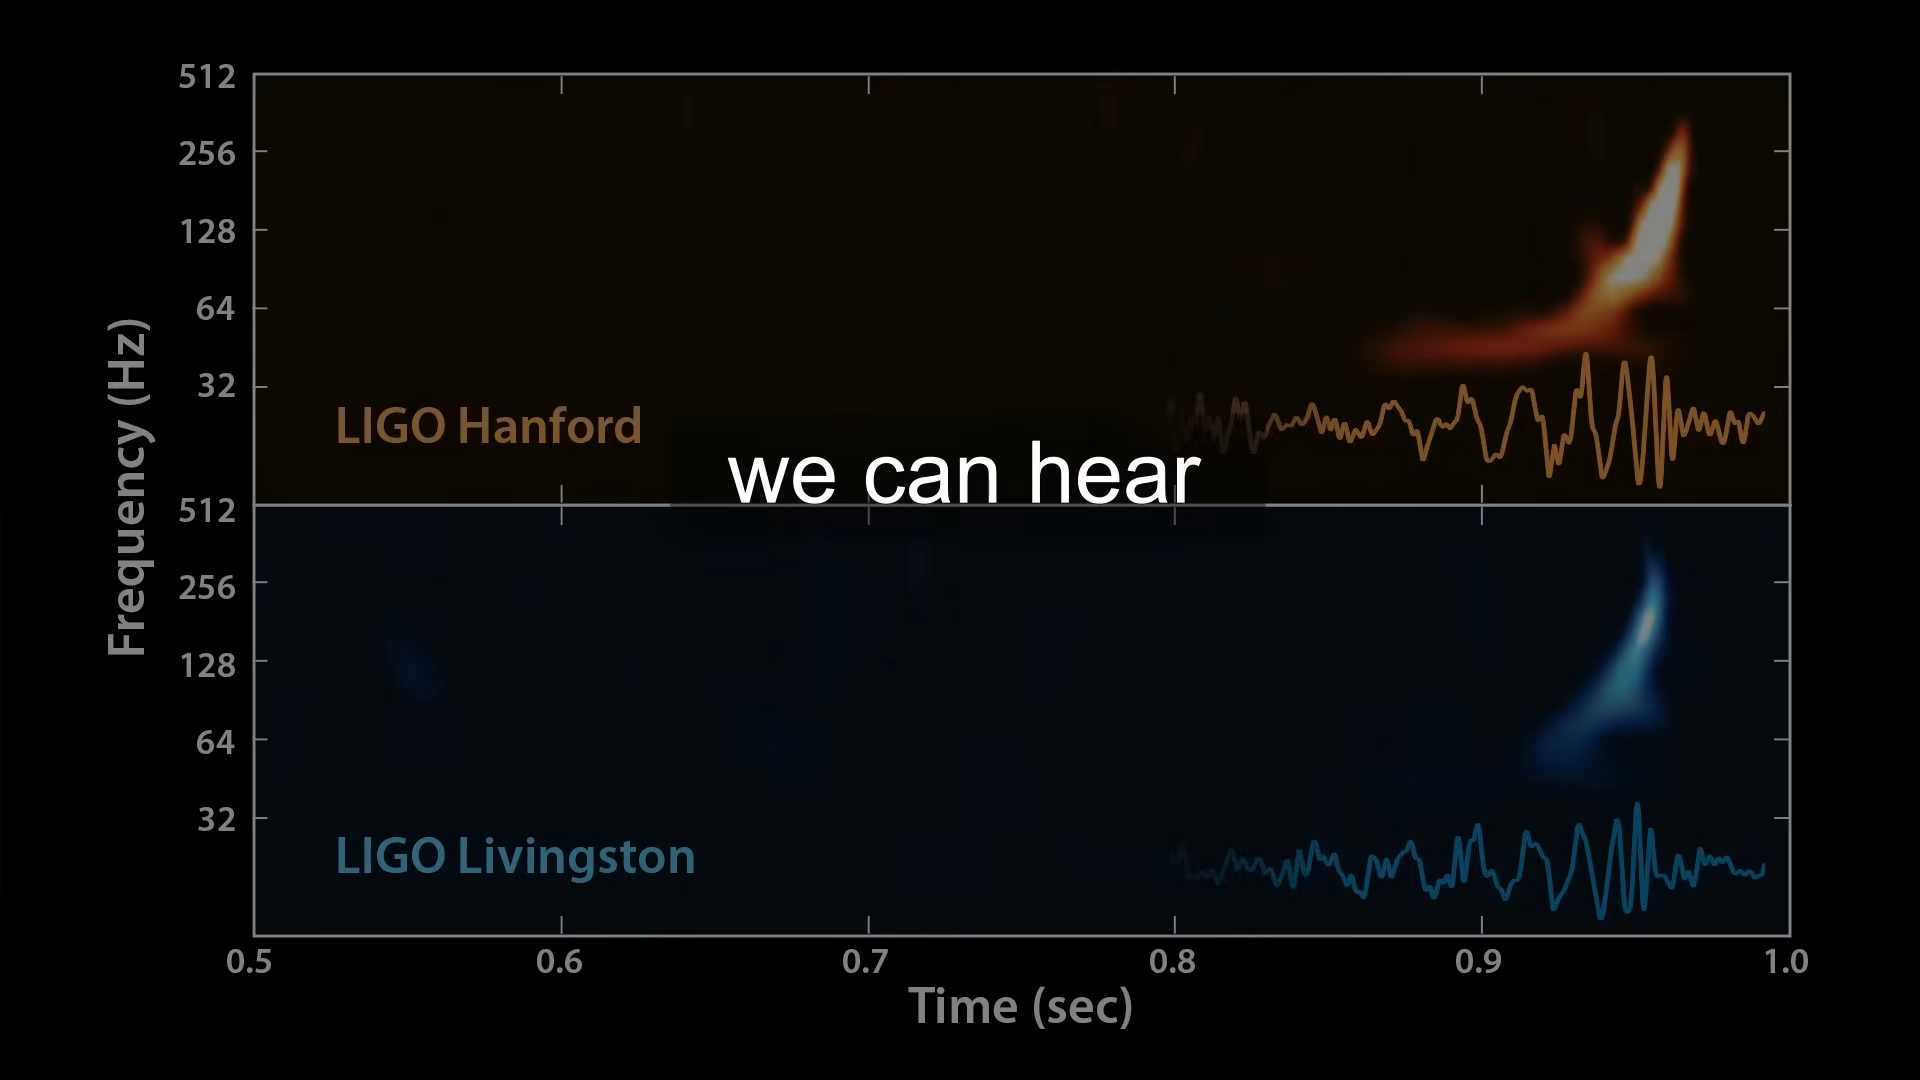 512
256
128
64
32
LIGO Hanford
we can hear
Frequency (Hz)
512
256
128
64
32
LIGO Livingston
0.5 0.6 0.7 0.8 0.9 1.0
Time (sec)